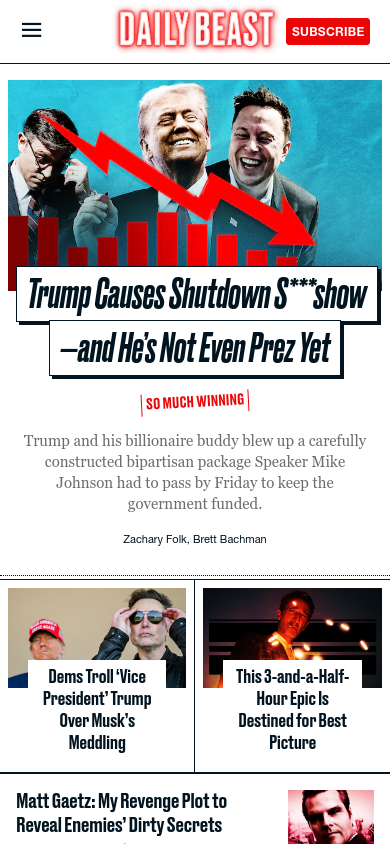 DAILY BEAST
SUBSCRIBE
Trump Causes Shutdown S***show
—and He's Not Even Prez Yet
SO MUCH WINNING
Trump and his billionaire buddy blew up a carefully
constructed bipartisan package Speaker Mike
Johnson had to pass by Friday to keep the
government funded.
Zachary Folk, Brett Bachman
Dems Troll ‘Vice
President’ Trump
Over Musk’s
Meddling
This 3-and-a-Half-
Hour Epic Is
Destined for Best
Picture
Matt Gaetz: My Revenge Plot to
Reveal Enemies’ Dirty Secrets